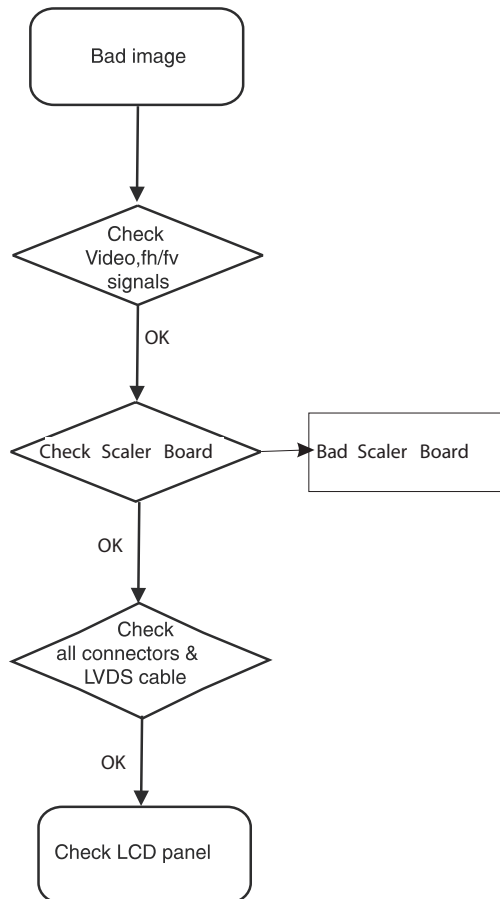 Bad image
Check
Video,fh/fv
signals
OK
Check Scaler Board
Bad Scaler Board
OK
Check
all connectors &
LVDS cable
OK
Check LCD panel